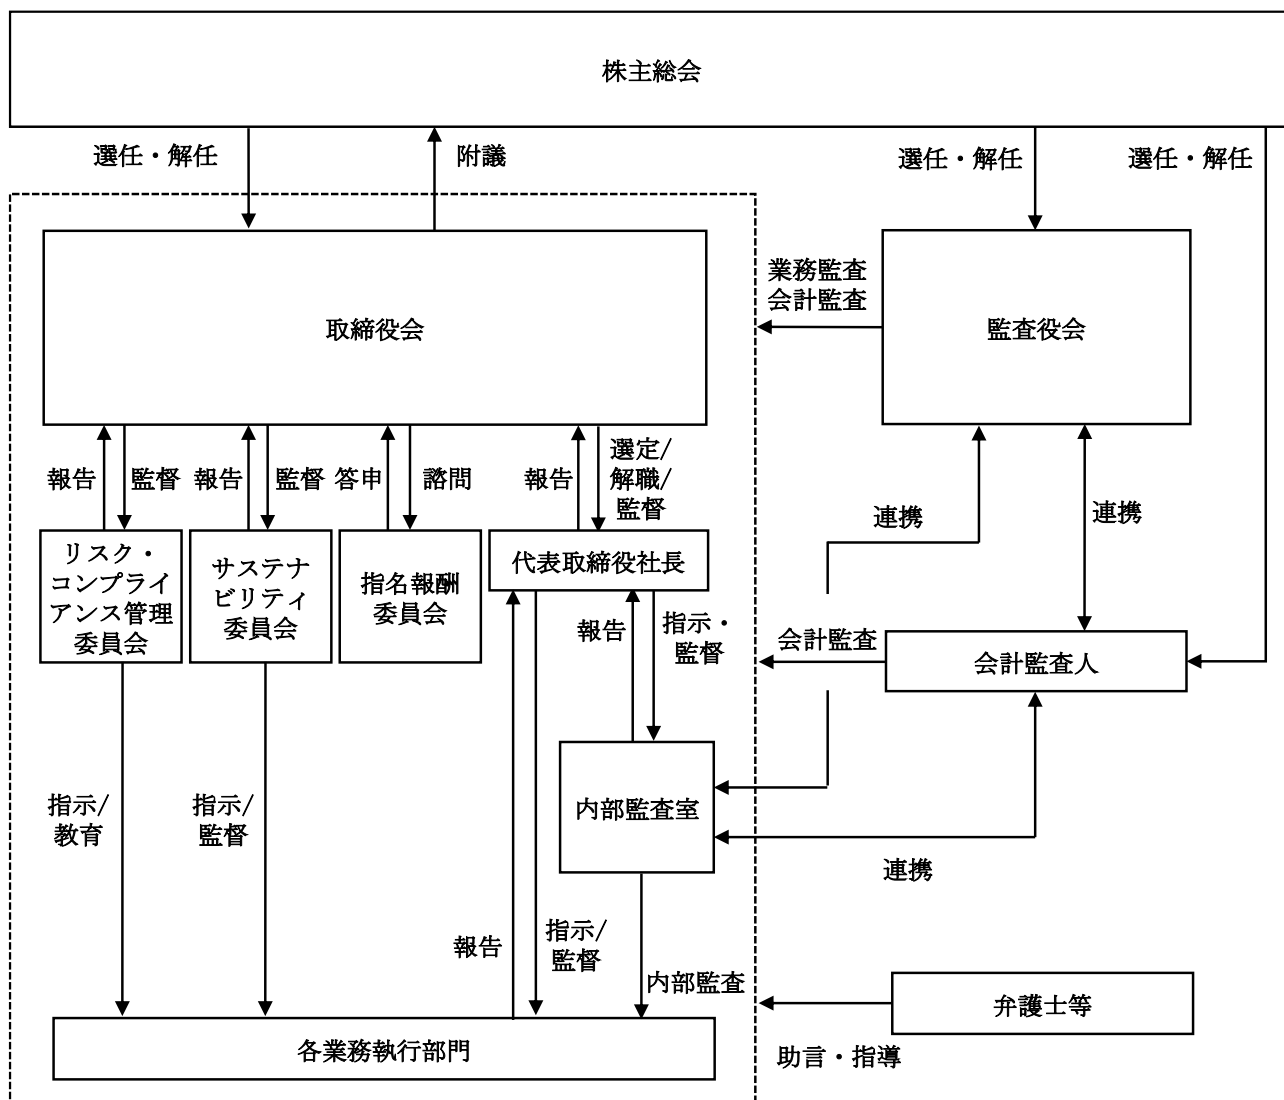 株主総会
選任・解任
附議
選任・解任
選任・解任
取締役会
業務監査
会計監査
監査役会
報告
監督
報告
監督
答申
諮問
報告
選定/
解職/
監督
連携
連携
リスク・
コンプライ
アンス管理
委員会
サステナ
ビリティ
委員会
指名報酬
委員会
代表取締役社長
報告
指示・
監督
会計監査
会計監査人
指示/
教育
指示/
監督
内部監査室
連携
報告
指示/
監督
内部監査
弁護士等
各業務執行部門
助言・指導